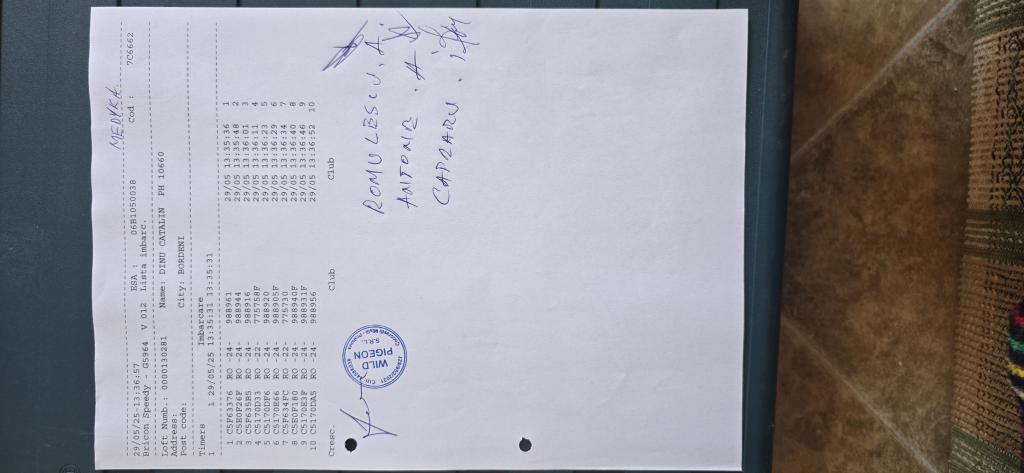 MEDYKA
29/05/25-13:36:57 ESA : 06B1050038 Cod : 7C6662
Bricon Speedy - G5964 V 012 Lista imbarc.
Loft Numb.: 0000130281 Name: DINU CATALIN PH 10660
Address:
Post code: City: BORDENI
Timers Imbarcare
1 1 29/05/25 13:35:31 13:35:31
1 C5F63376 RO -24- 988961 29/05 13:35:36 1
2 C5E0F26F RO -24- 988944 29/05 13:35:48 2
3 C5F635B5 RO -24- 988916 29/05 13:36:01 3
4 C5170D33 RO -22- 775758F 29/05 13:36:11 4
5 C5170DF6 RO -24- 988920 29/05 13:36:23 5
6 C5170E66 RO -24- 988905F 29/05 13:36:29 6
7 C5F634FC RO -22- 775730 29/05 13:36:34 7
8 C5E0F180 RO -24- 988940F 29/05 13:36:40 8
9 C5170E3F RO -24- 988931F 29/05 13:36:46 9
10 C5170DA5 RO -24- 988956 29/05 13:36:52 10
Cresc. Club Club
WILD
PIGEON
S.R.L.
ROMULESCU. A.
ANTONIE . A
CAPRARU .